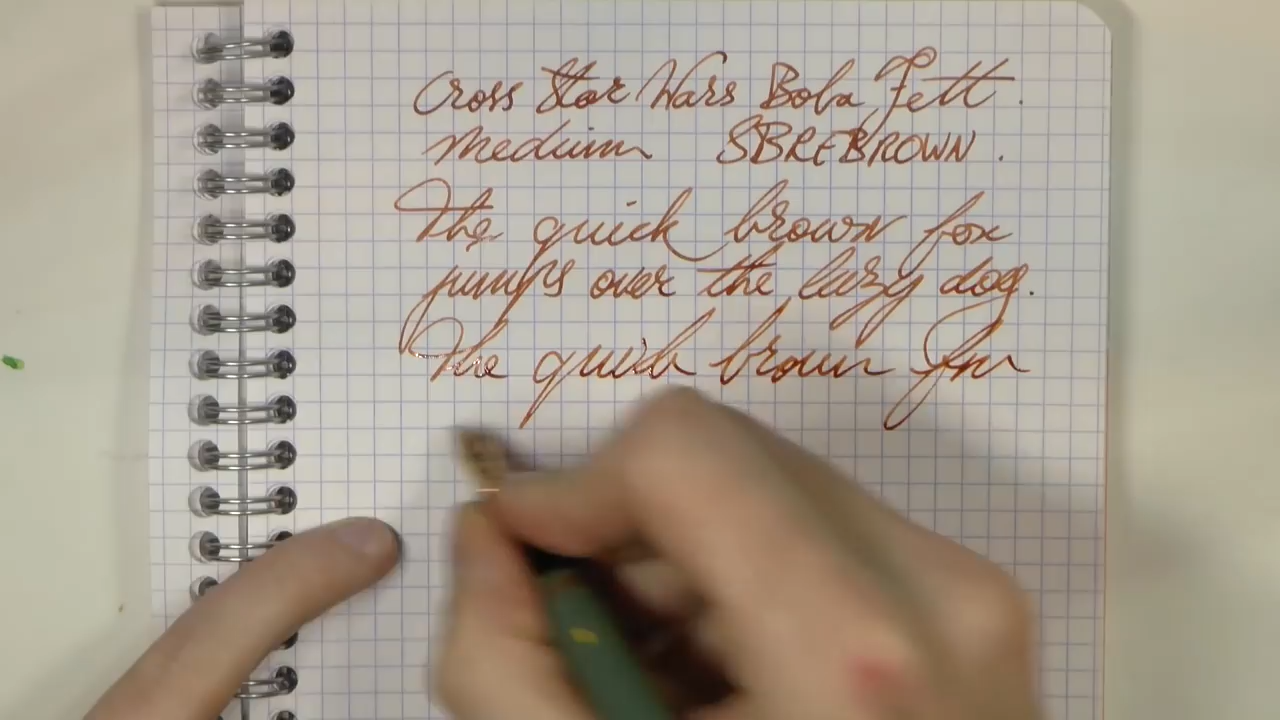 Cross Star Wars Boba Fett.
medium SBREBROWN.
The quick brown fox
jumps over the lazy dog.
The quick brown fox